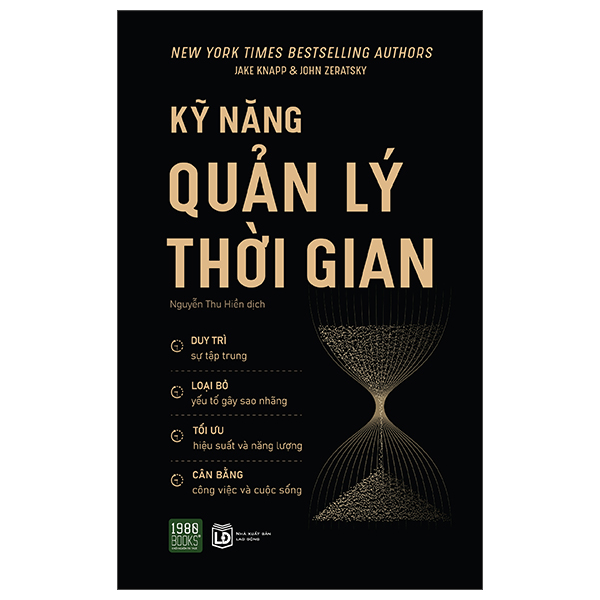 NEW YORK TIMES BESTSELLING AUTHORS
JAKE KNAPP & JOHN ZERATSKY
KỸ NĂNG
QUẢN LÝ
THỜI GIAN
Nguyễn Thu Hiền dịch
DUY TRÌ
sự tập trung
LOẠI BỎ
yếu tố gây sao nhãng
TỐI ƯU
hiệu suất và năng lượng
CÂN BẰNG
công việc và cuộc sống
1980
BOOKS
LĐ
NHÀ XUẤT BẢN
LAO ĐỘNG